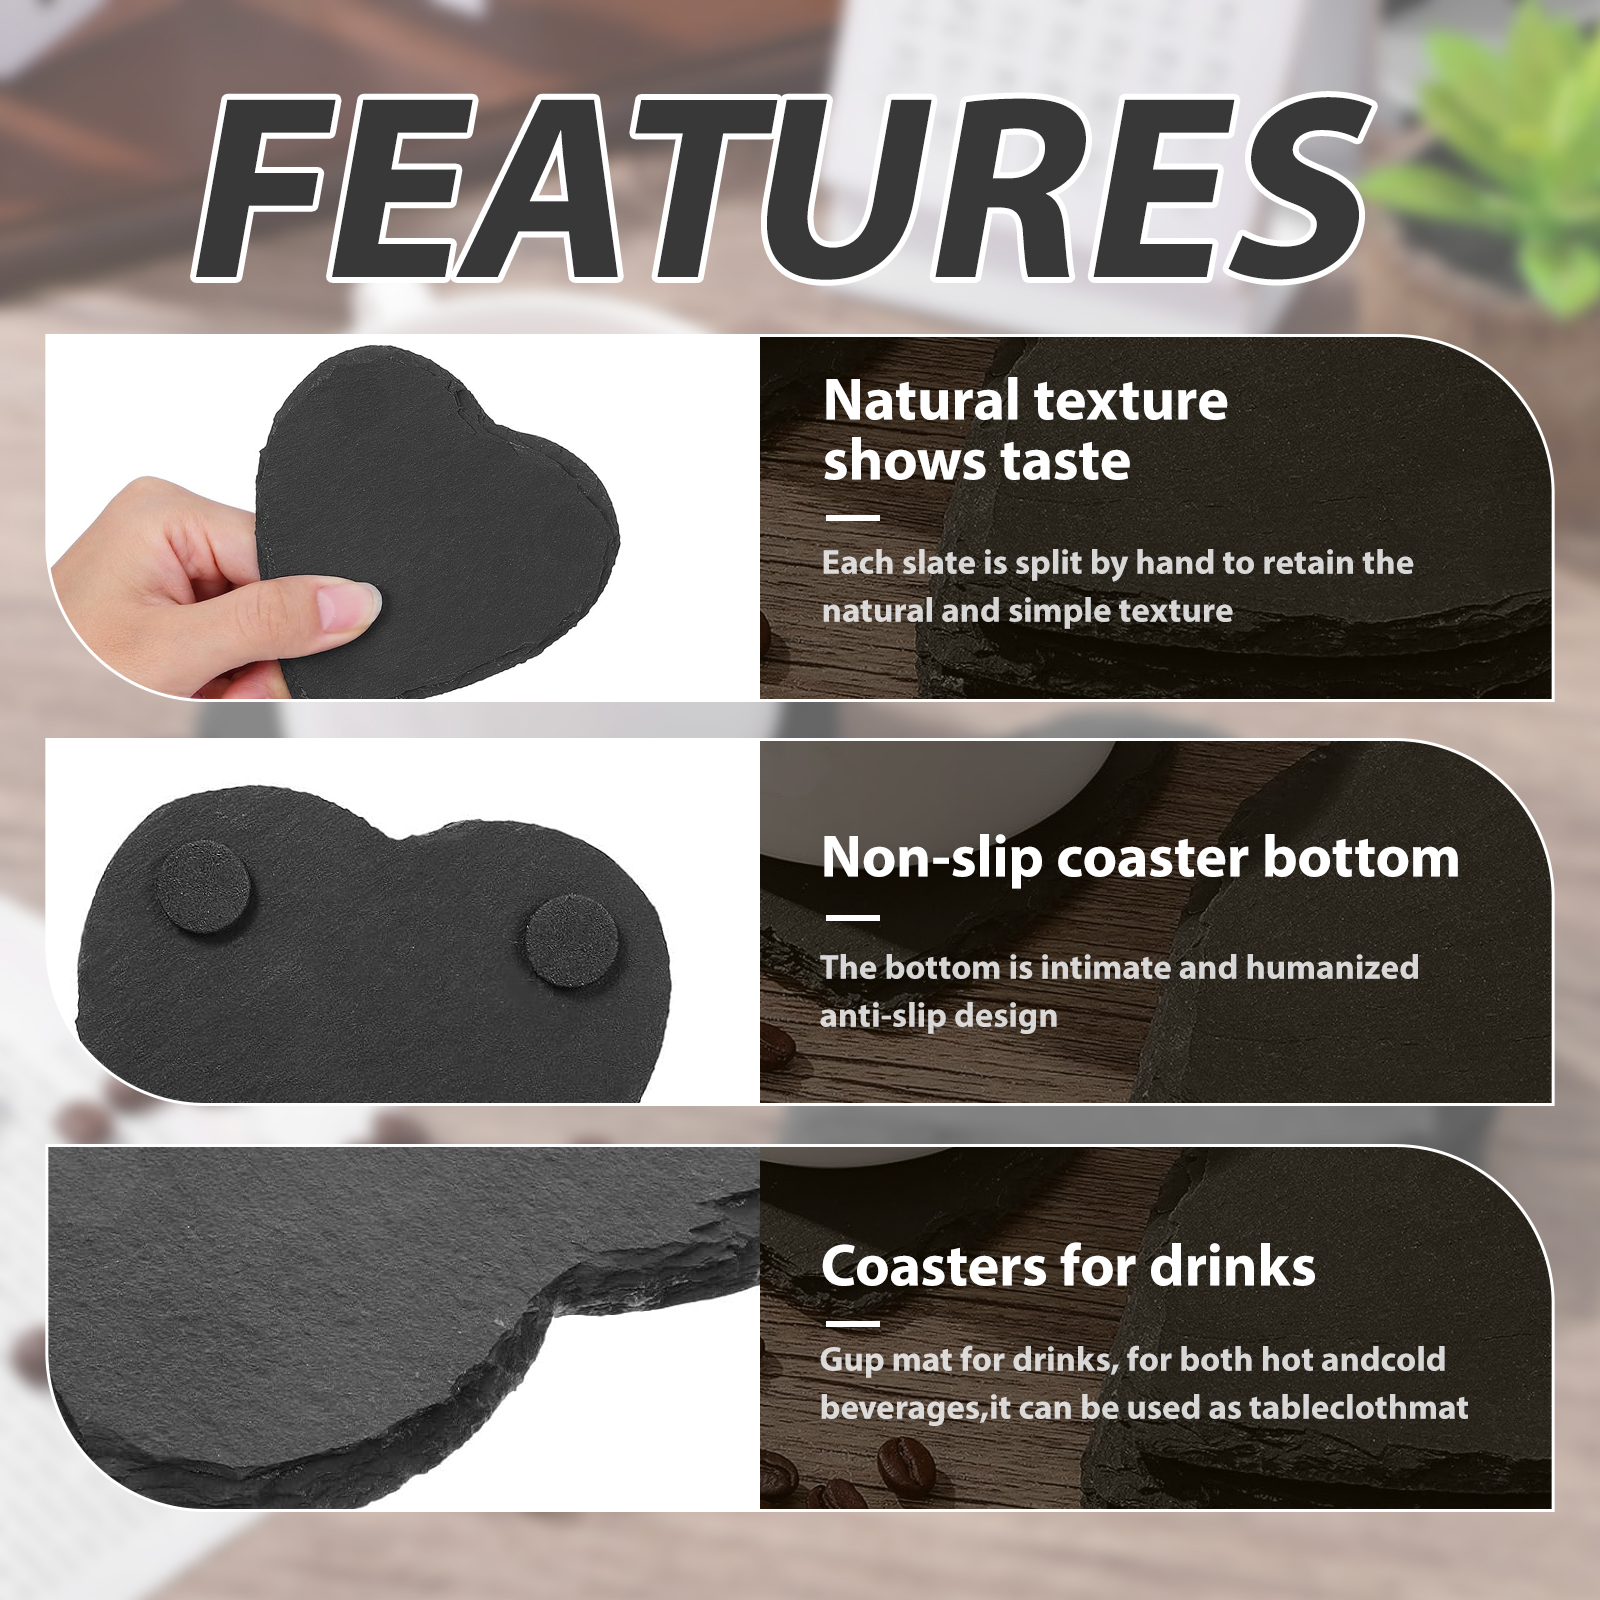 FEATURES
Natural texture
shows taste
Each slate is split by hand to retain the
natural and simple texture
Non-slip coaster bottom
The bottom is intimate and humanized
anti-slip design
Coasters for drinks
Gup mat for drinks, for both hot andcold
beverages,it can be used as tableclothmat